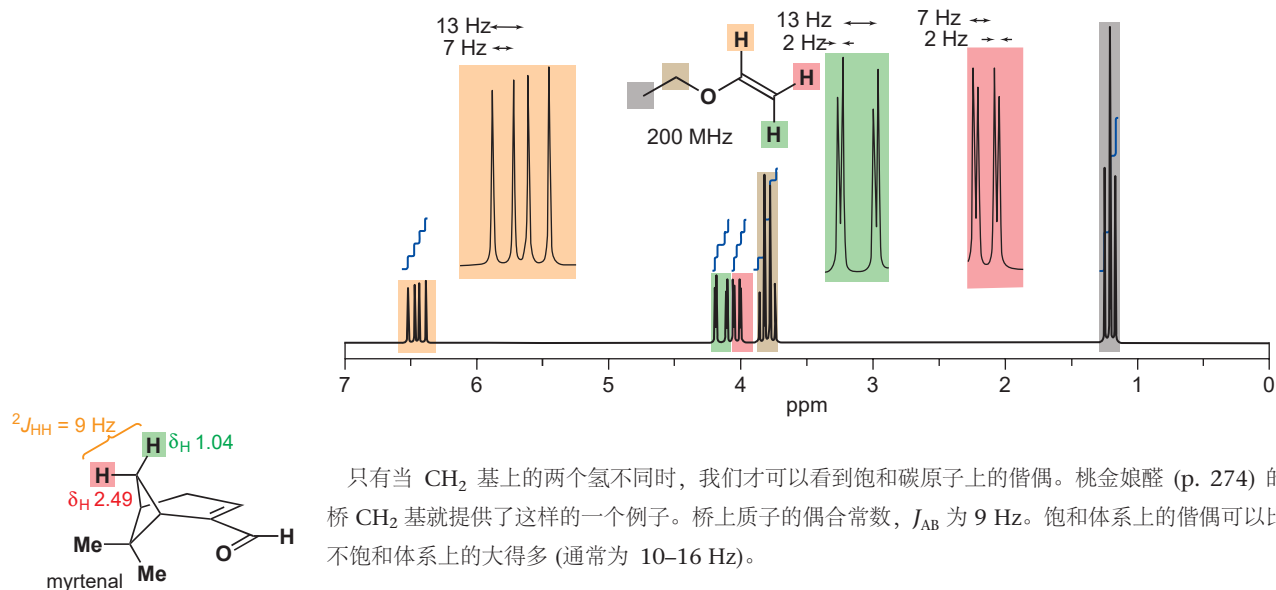 13 Hz
7 Hz
13 Hz
2 Hz
7 Hz
2 Hz
H
H
O
H
200 MHz
7 6 5 4 3 2 1 0
ppm
²J_HH = 9 Hz
H δ_H 1.04
H
δ_H 2.49
H
O
Me
Me
myrtenal
只有当 CH₂ 基上的两个氢不同时，我们才可以看到饱和碳原子上的偕偶。桃金娘醛 (p. 274) 的
桥 CH₂ 基就提供了这样的一个例子。桥上质子的偶合常数，J_AB 为 9 Hz。饱和体系上的偕偶可以比
不饱和体系上的大得多 (通常为 10–16 Hz)。